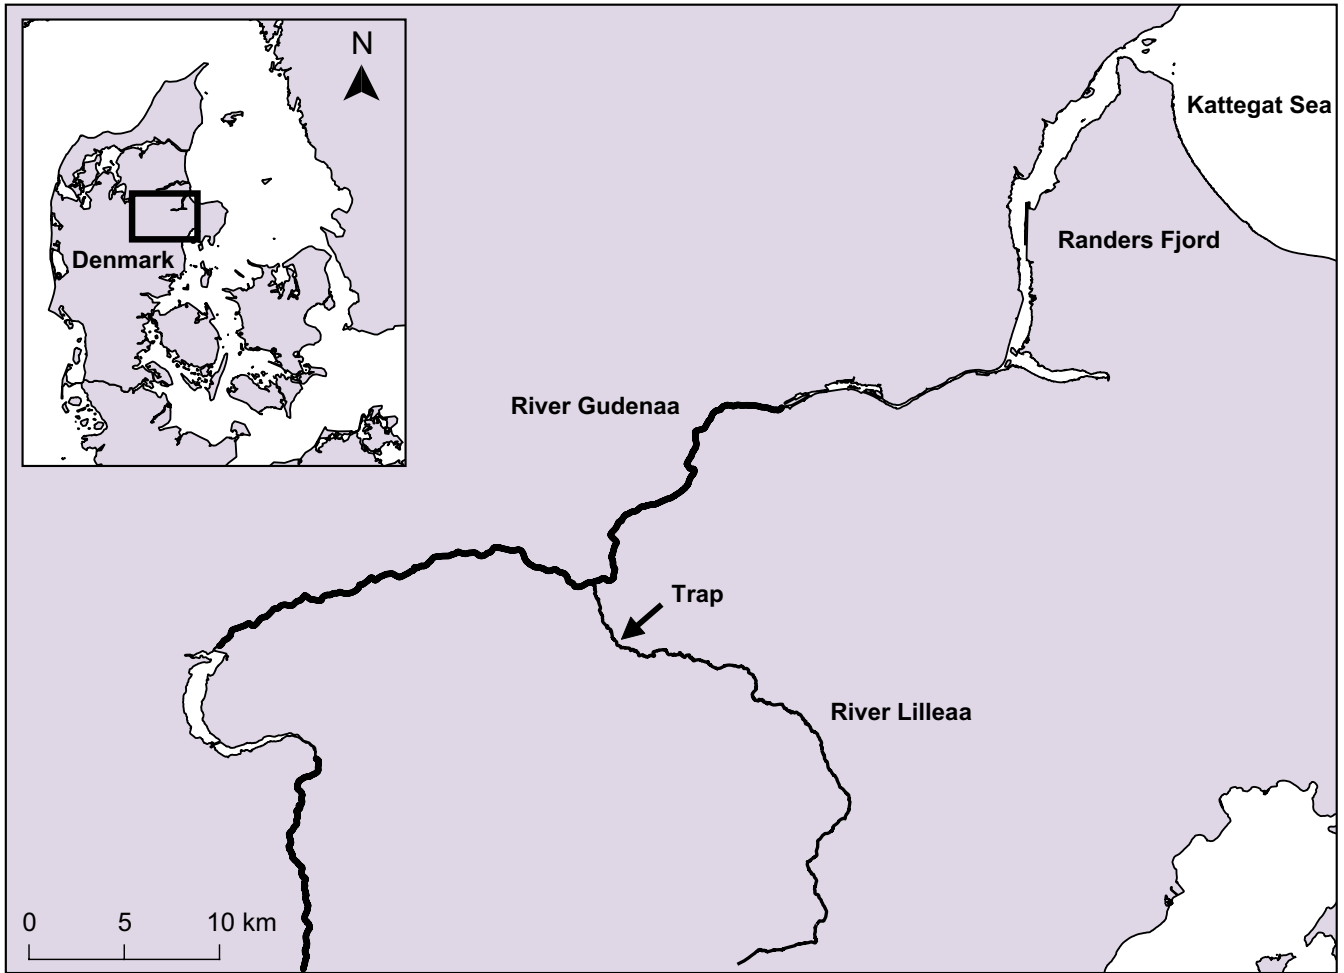 N
Kattegat Sea
Randers Fjord
Denmark
River Gudenaa
Trap
River Lilleaa
0 5 10 km